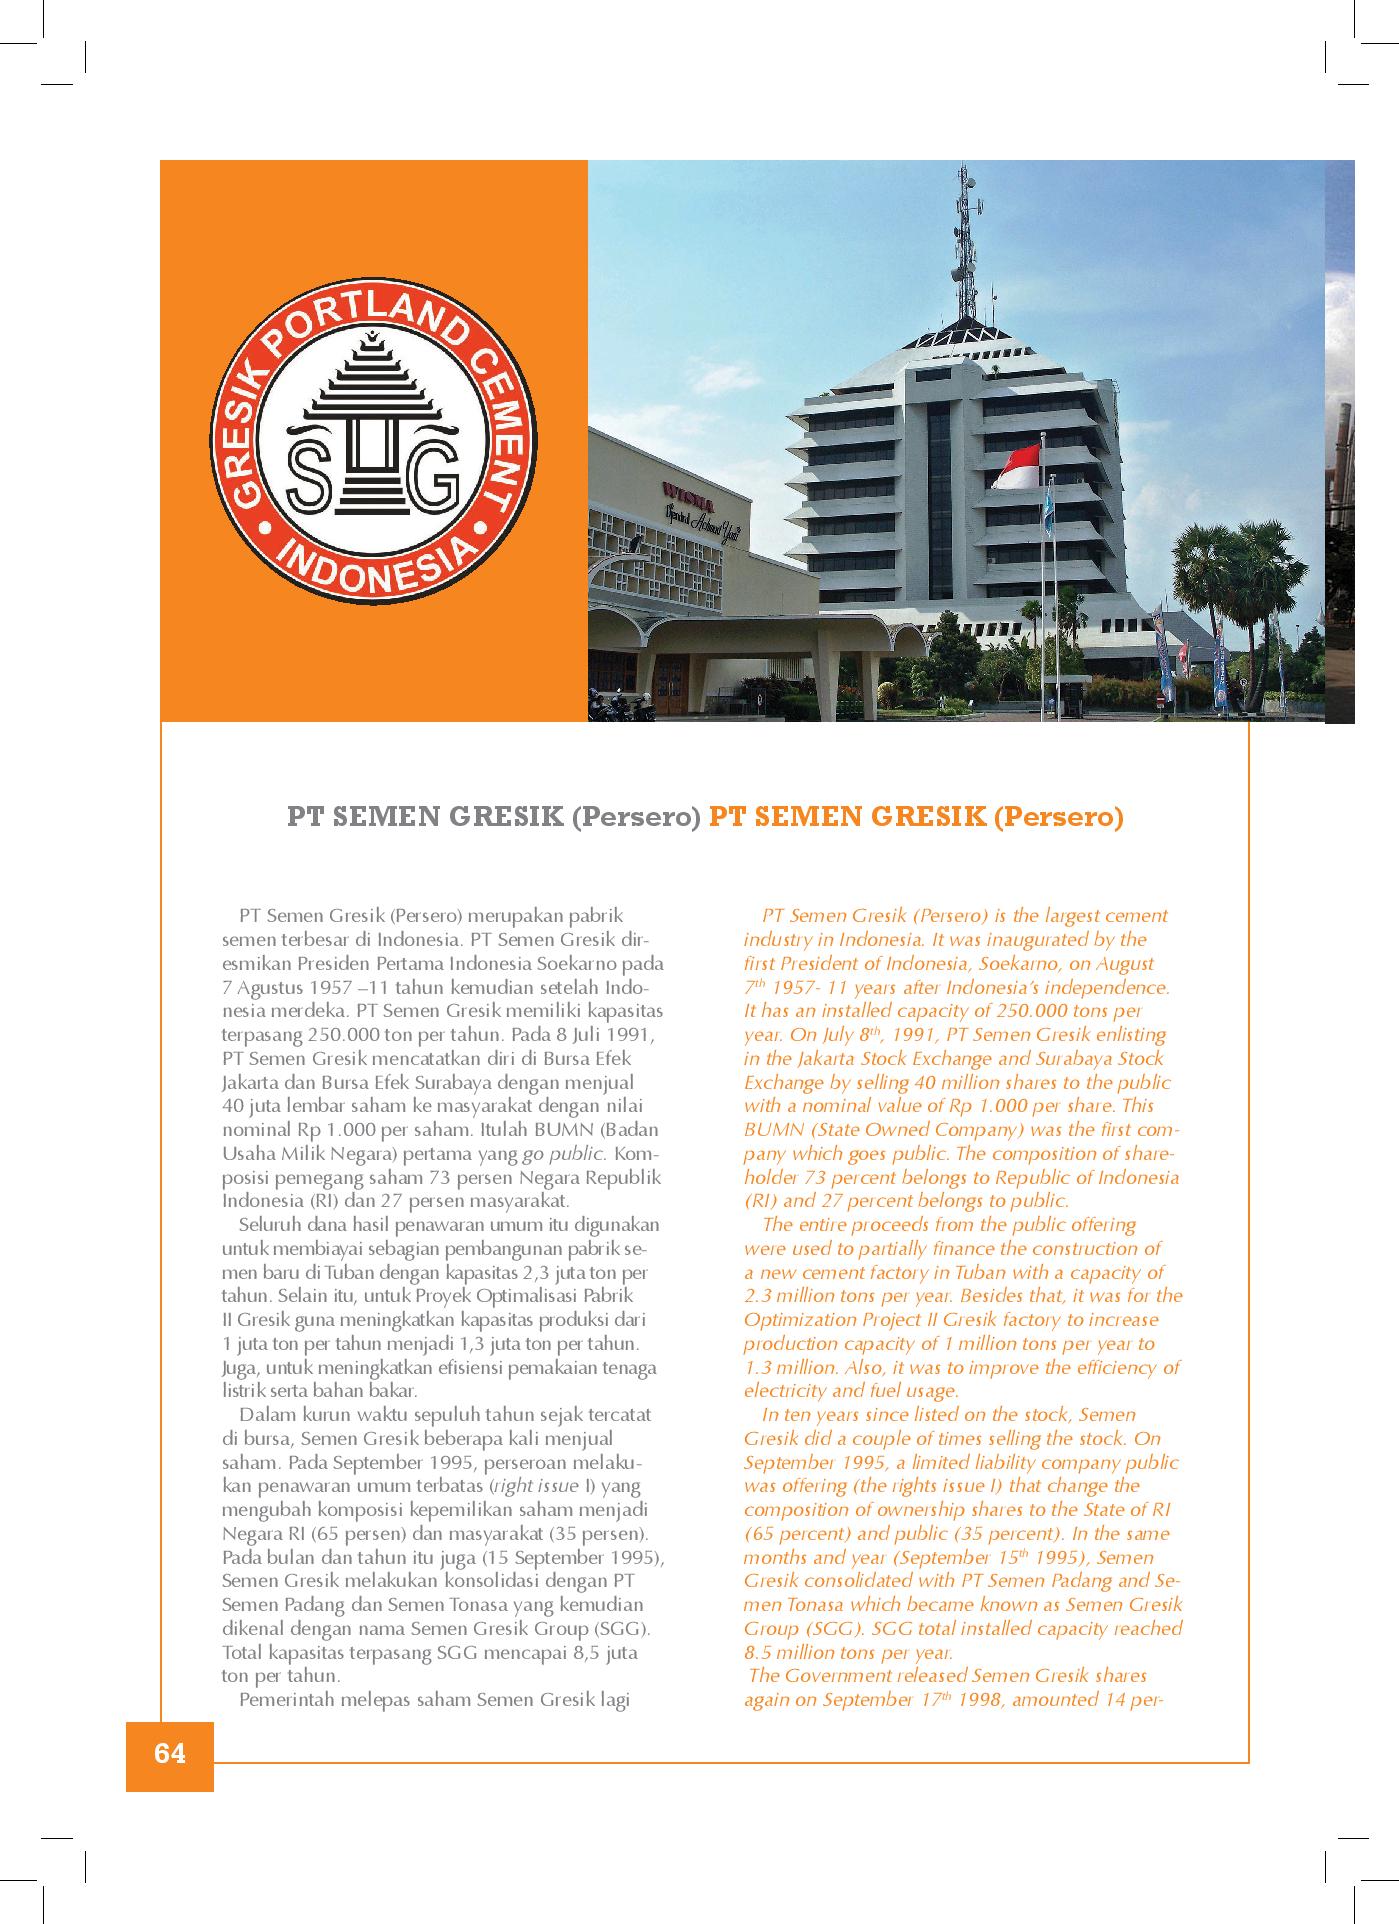 GRESIK PORTLAND CEMENT
SG
• INDONESIA •
WISMA
Jenderal Achmad Yani
PT SEMEN GRESIK (Persero) PT SEMEN GRESIK (Persero)
PT Semen Gresik (Persero) merupakan pabrik
semen terbesar di Indonesia. PT Semen Gresik dir-
esmikan Presiden Pertama Indonesia Soekarno pada
7 Agustus 1957 –11 tahun kemudian setelah Indo-
nesia merdeka. PT Semen Gresik memiliki kapasitas
terpasang 250.000 ton per tahun. Pada 8 Juli 1991,
PT Semen Gresik mencatatkan diri di Bursa Efek
Jakarta dan Bursa Efek Surabaya dengan menjual
40 juta lembar saham ke masyarakat dengan nilai
nominal Rp 1.000 per saham. Itulah BUMN (Badan
Usaha Milik Negara) pertama yang go public. Kom-
posisi pemegang saham 73 persen Negara Republik
Indonesia (RI) dan 27 persen masyarakat.
Seluruh dana hasil penawaran umum itu digunakan
untuk membiayai sebagian pembangunan pabrik se-
men baru di Tuban dengan kapasitas 2,3 juta ton per
tahun. Selain itu, untuk Proyek Optimalisasi Pabrik
II Gresik guna meningkatkan kapasitas produksi dari
1 juta ton per tahun menjadi 1,3 juta ton per tahun.
Juga, untuk meningkatkan efisiensi pemakaian tenaga
listrik serta bahan bakar.
Dalam kurun waktu sepuluh tahun sejak tercatat
di bursa, Semen Gresik beberapa kali menjual
saham. Pada September 1995, perseroan melaku-
kan penawaran umum terbatas (right issue I) yang
mengubah komposisi kepemilikan saham menjadi
Negara RI (65 persen) dan masyarakat (35 persen).
Pada bulan dan tahun itu juga (15 September 1995),
Semen Gresik melakukan konsolidasi dengan PT
Semen Padang dan Semen Tonasa yang kemudian
dikenal dengan nama Semen Gresik Group (SGG).
Total kapasitas terpasang SGG mencapai 8,5 juta
ton per tahun.
Pemerintah melepas saham Semen Gresik lagi
PT Semen Gresik (Persero) is the largest cement
industry in Indonesia. It was inaugurated by the
first President of Indonesia, Soekarno, on August
7th 1957- 11 years after Indonesia's independence.
It has an installed capacity of 250.000 tons per
year. On July 8th, 1991, PT Semen Gresik enlisting
in the Jakarta Stock Exchange and Surabaya Stock
Exchange by selling 40 million shares to the public
with a nominal value of Rp 1.000 per share. This
BUMN (State Owned Company) was the first com-
pany which goes public. The composition of share-
holder 73 percent belongs to Republic of Indonesia
(RI) and 27 percent belongs to public.
The entire proceeds from the public offering
were used to partially finance the construction of
a new cement factory in Tuban with a capacity of
2.3 million tons per year. Besides that, it was for the
Optimization Project II Gresik factory to increase
production capacity of 1 million tons per year to
1.3 million. Also, it was to improve the efficiency of
electricity and fuel usage.
In ten years since listed on the stock, Semen
Gresik did a couple of times selling the stock. On
September 1995, a limited liability company public
was offering (the rights issue I) that change the
composition of ownership shares to the State of RI
(65 percent) and public (35 percent). In the same
months and year (September 15th 1995), Semen
Gresik consolidated with PT Semen Padang and Se-
men Tonasa which became known as Semen Gresik
Group (SGG). SGG total installed capacity reached
8.5 million tons per year.
The Government released Semen Gresik shares
again on September 17th 1998, amounted 14 per-
64